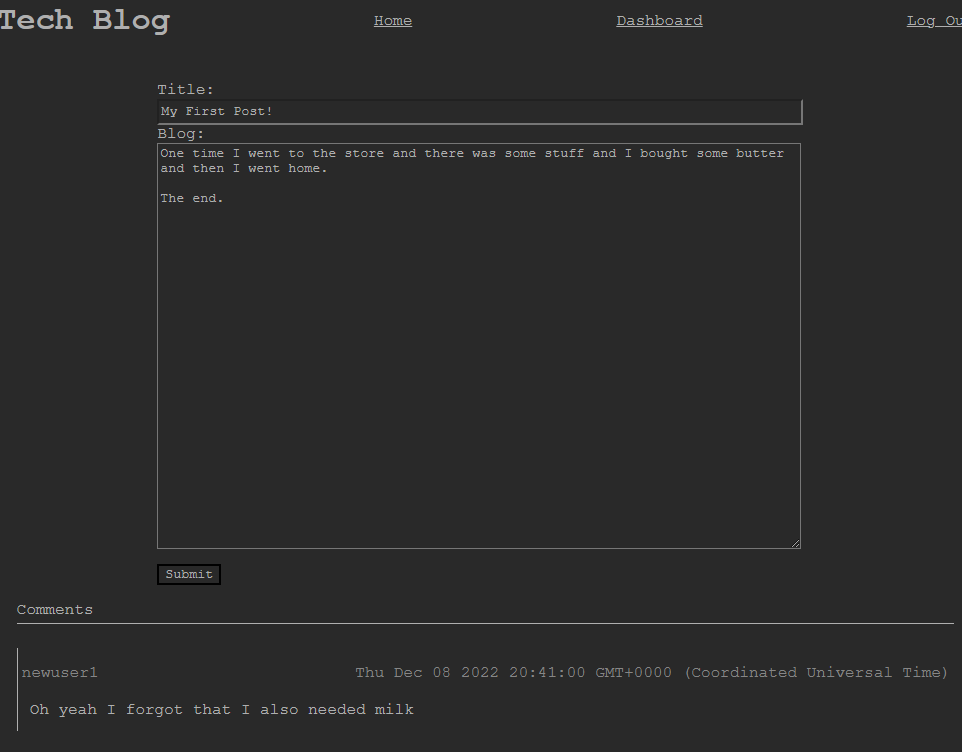 Tech Blog Home Dashboard Log Ou
Title:
My First Post!
Blog:
One time I went to the store and there was some stuff and I bought some butter
and then I went home.
The end.
Submit
Comments
newuser1 Thu Dec 08 2022 20:41:00 GMT+0000 (Coordinated Universal Time)
Oh yeah I forgot that I also needed milk